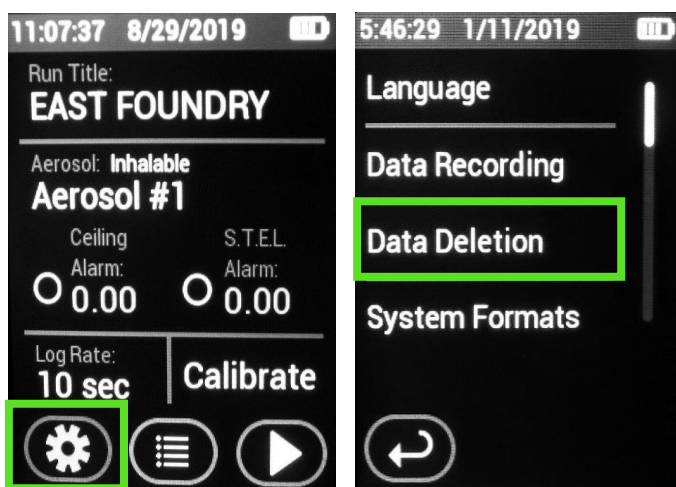 11:07:37 8/29/2019
Run Title:
EAST FOUNDRY
Aerosol: Inhalable
Aerosol #1
Ceiling S.T.E.L.
Alarm: Alarm:
0.00 0.00
Log Rate:
10 sec Calibrate
5:46:29 1/11/2019
Language
Data Recording
Data Deletion
System Formats